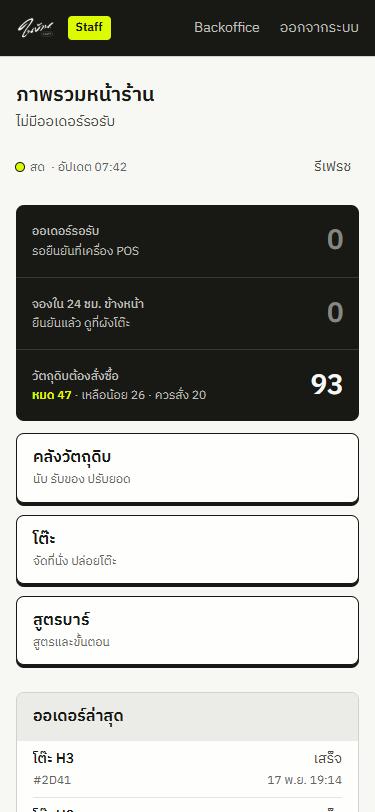 Staff
Backoffice
ออกจากระบบ
ภาพรวมหน้าร้าน
ไม่มีออเดอร์รอรับ
สด · อัปเดต 07:42
รีเฟรช
ออเดอร์รอรับ
รอยืนยันที่เครื่อง POS
0
จองใน 24 ชม. ข้างหน้า
ยืนยันแล้ว ดูที่ผังโต๊ะ
0
วัตถุดิบต้องสั่งซื้อ
หมด 47 · เหลือน้อย 26 · ควรสั่ง 20
93
คลังวัตถุดิบ
นับ รับของ ปรับยอด
โต๊ะ
จัดที่นั่ง ปล่อยโต๊ะ
สูตรบาร์
สูตรและขั้นตอน
ออเดอร์ล่าสุด
โต๊ะ H3
เสร็จ
#2D41
17 พ.ย. 19:14